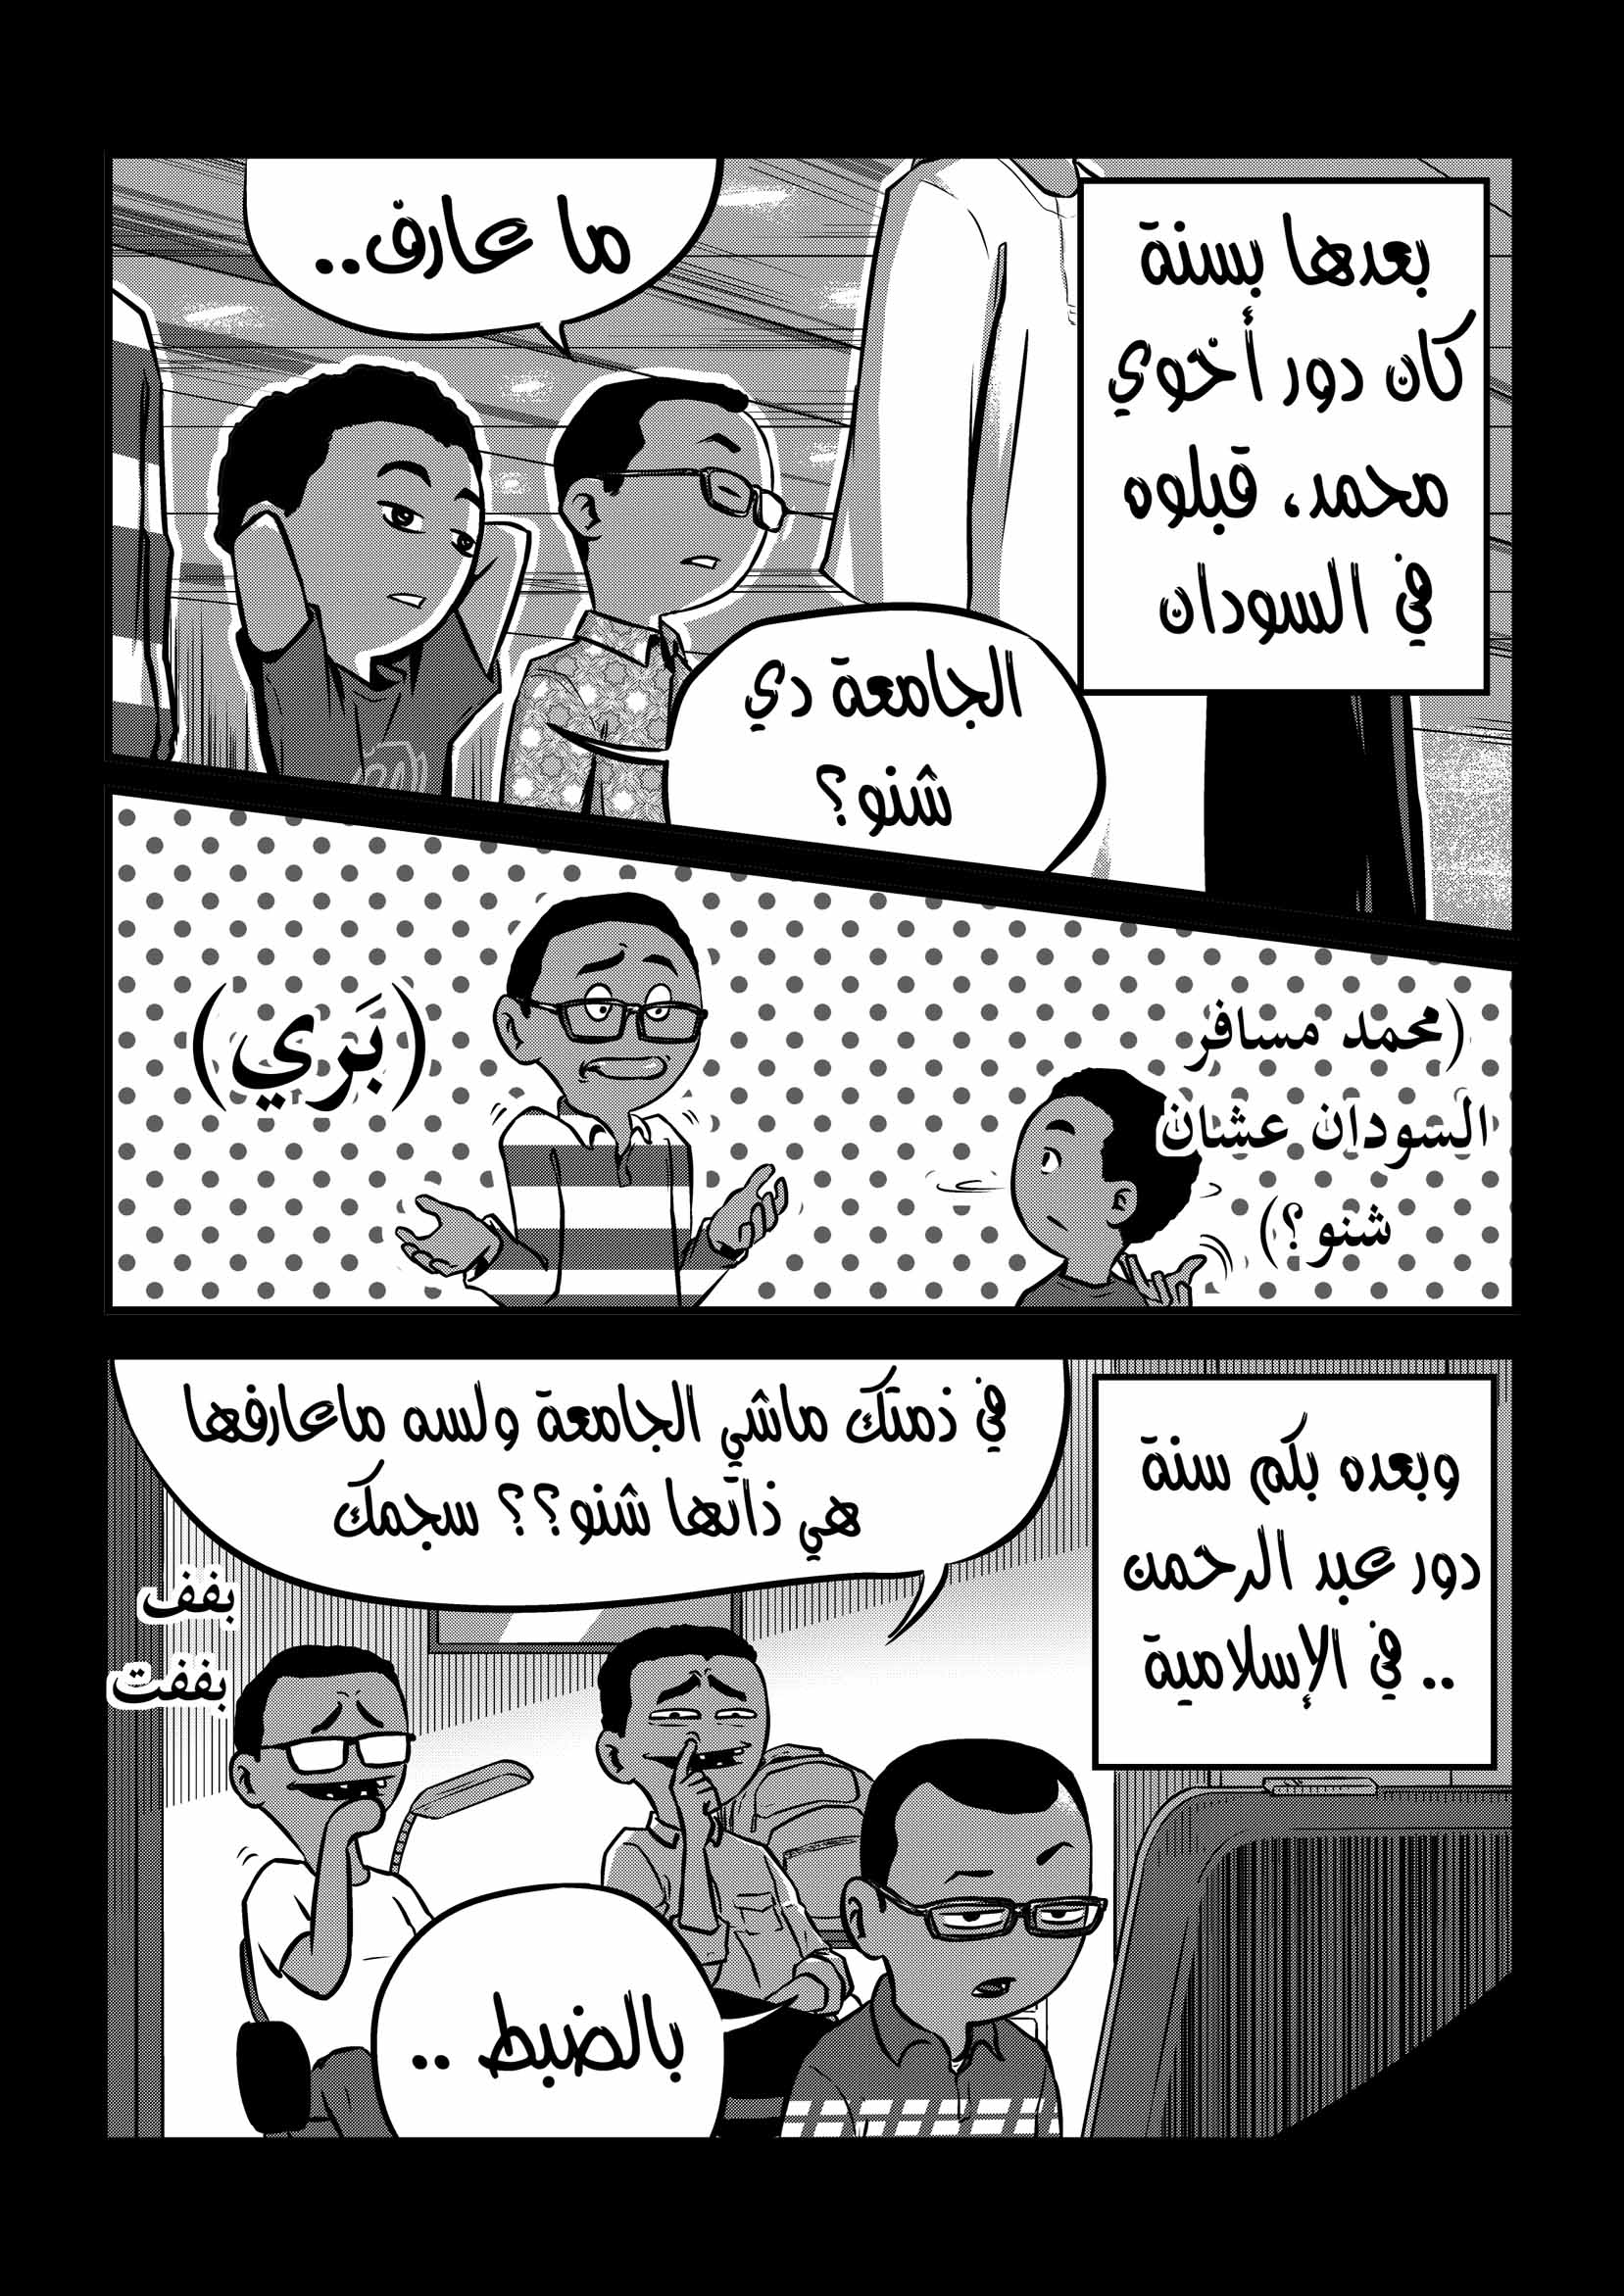 بعدها بسنة
كان دور أخوي
محمد، قبلوه
في السودان
الجامعة دي
شنو؟
ما عارف..
(محمد مسافر
السودان عشان
شنو؟)
(بَري)
وبعده بكم سنة
دور عبد الرحمن
في الإسلامية ..
في ذمتك ماشي الجامعة ولسه ماعارفها
هي ذاتها شنو؟؟ سجمك
بالضبط ..
بففف
بففت